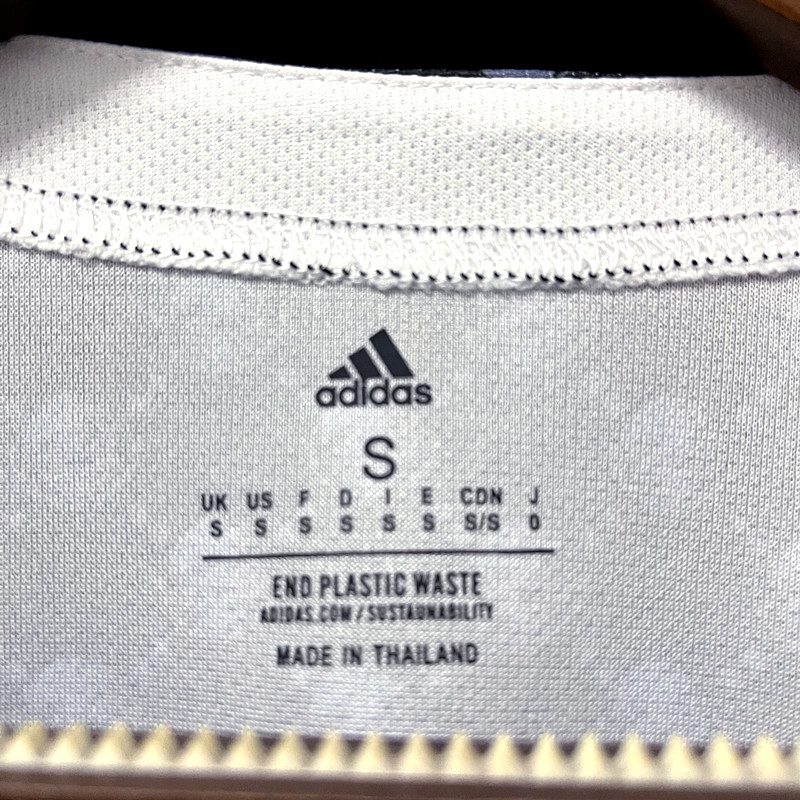 adidas
S
UK US F D I E CDN J
S S S S S S S/S O
END PLASTIC WASTE
ADIDAS.COM/SUSTAINABILITY
MADE IN THAILAND